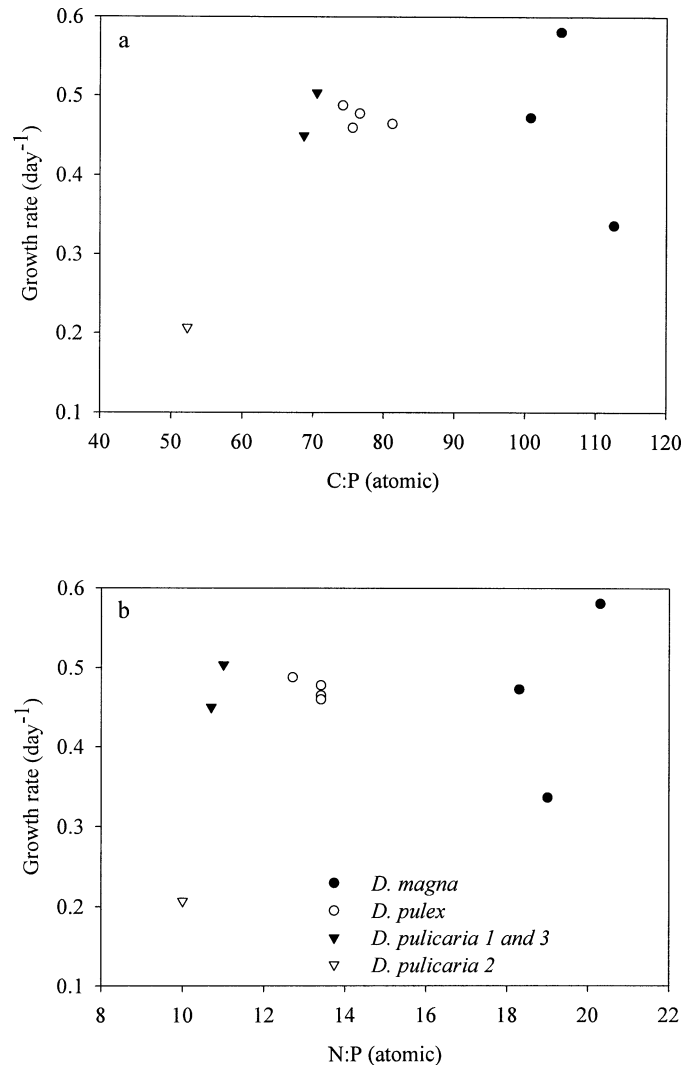 a
0.6
0.5
0.4
0.3
0.2
0.1
Growth rate (day⁻¹)
40 50 60 70 80 90 100 110 120
C:P (atomic)
b
0.6
0.5
0.4
0.3
0.2
0.1
Growth rate (day⁻¹)
D. magna
D. pulex
D. pulicaria 1 and 3
D. pulicaria 2
8 10 12 14 16 18 20 22
N:P (atomic)